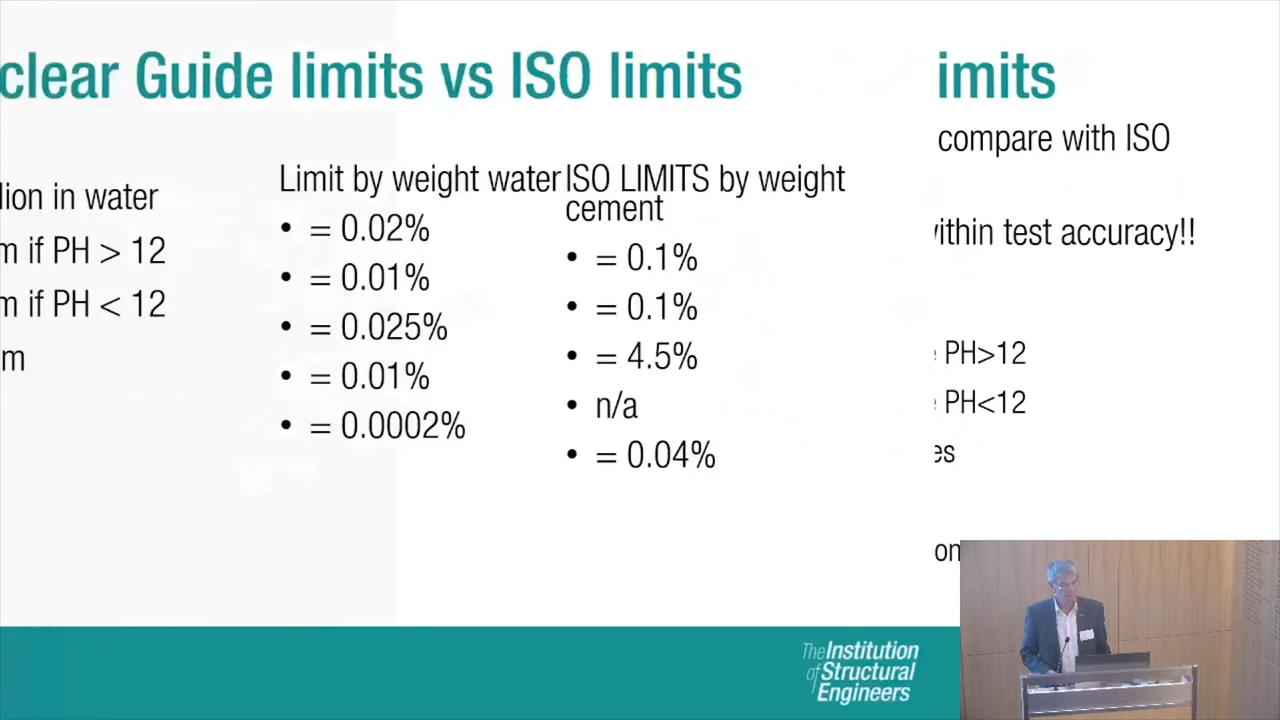 clear Guide limits vs ISO limits
lion in water
m if PH > 12
m if PH < 12
m
Limit by weight water
• = 0.02%
• = 0.01%
• = 0.025%
• = 0.01%
• = 0.0002%
ISO LIMITS by weight
cement
• = 0.1%
• = 0.1%
• = 4.5%
• n/a
• = 0.04%
imits
compare with ISO
ithin test accuracy!!
PH>12
PH<12
es
on
The Institution
of Structural
Engineers